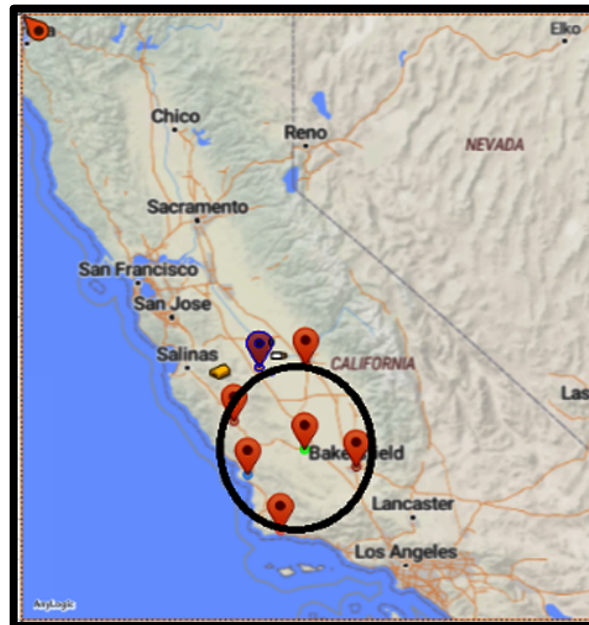 Elko
Chico
Reno
NEVADA
Sacramento
San Francisco
San Jose
Salinas
CALIFORNIA
Las
Bakersfield
Lancaster
Los Angeles
AnyLogic